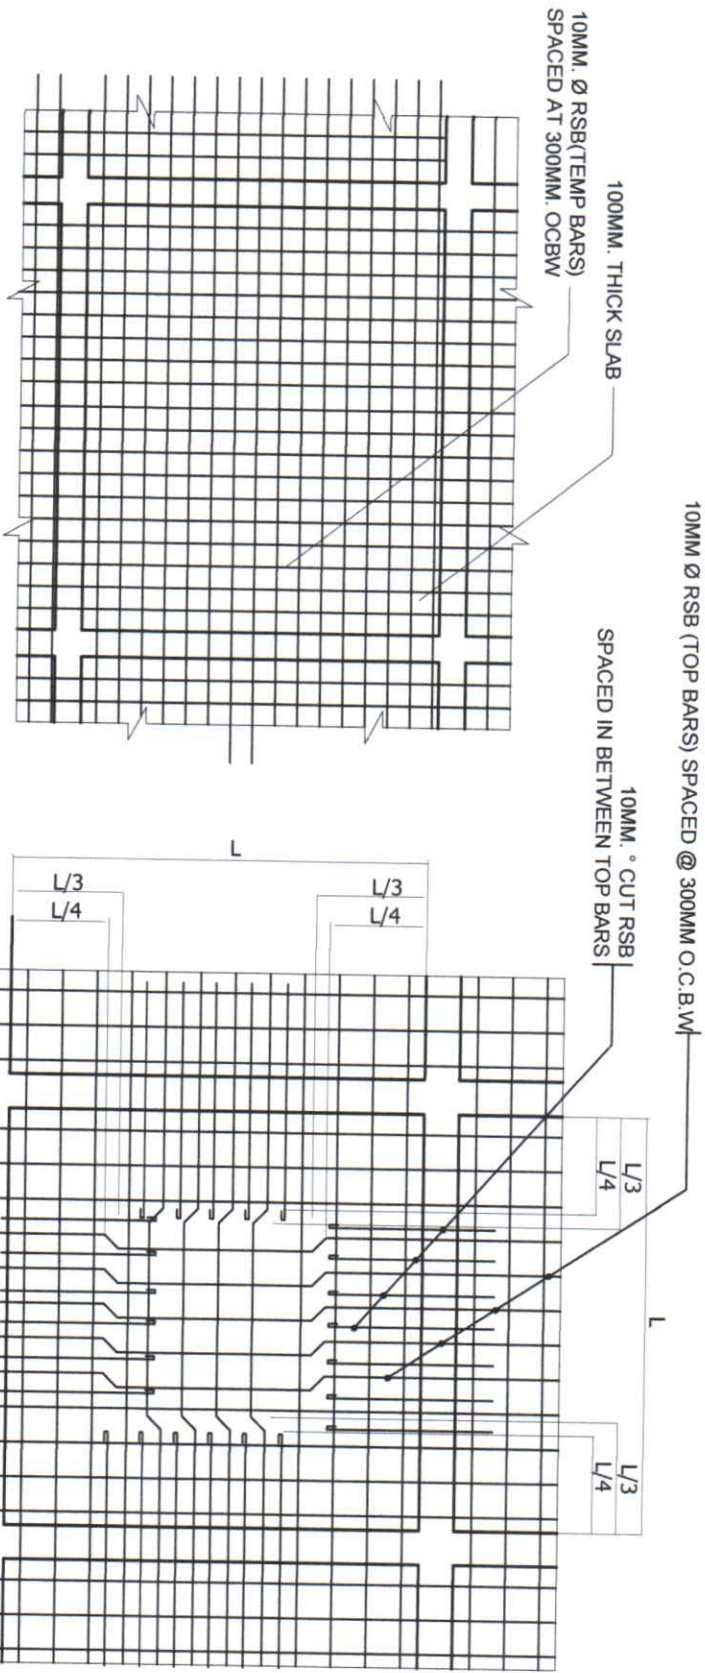 100MM. THICK SLAB
10MM. Ø RSB(TEMP BARS)
SPACED AT 300MM. OCBW
10MM Ø RSB (TOP BARS) SPACED @ 300MM O.C.B.W
10MM. ° CUT RSB
SPACED IN BETWEEN TOP BARS
L
L/3
L/4
L/3
L/4
L
L/3
L/4
L/3
L/4